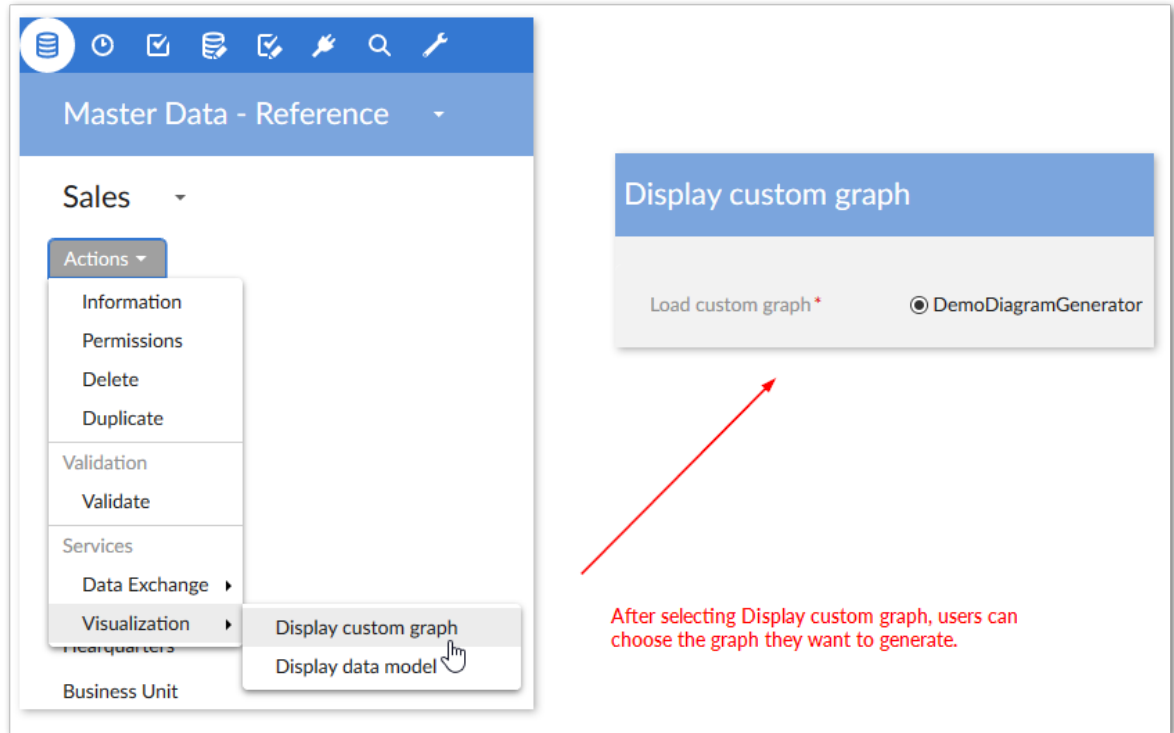 Master Data - Reference
Sales
Actions
Information
Permissions
Delete
Duplicate
Validation
Validate
Services
Data Exchange
Visualization
Display custom graph
Display data model
Headquarters
Business Unit
Display custom graph
Load custom graph*
DemoDiagramGenerator
After selecting Display custom graph, users can
choose the graph they want to generate.